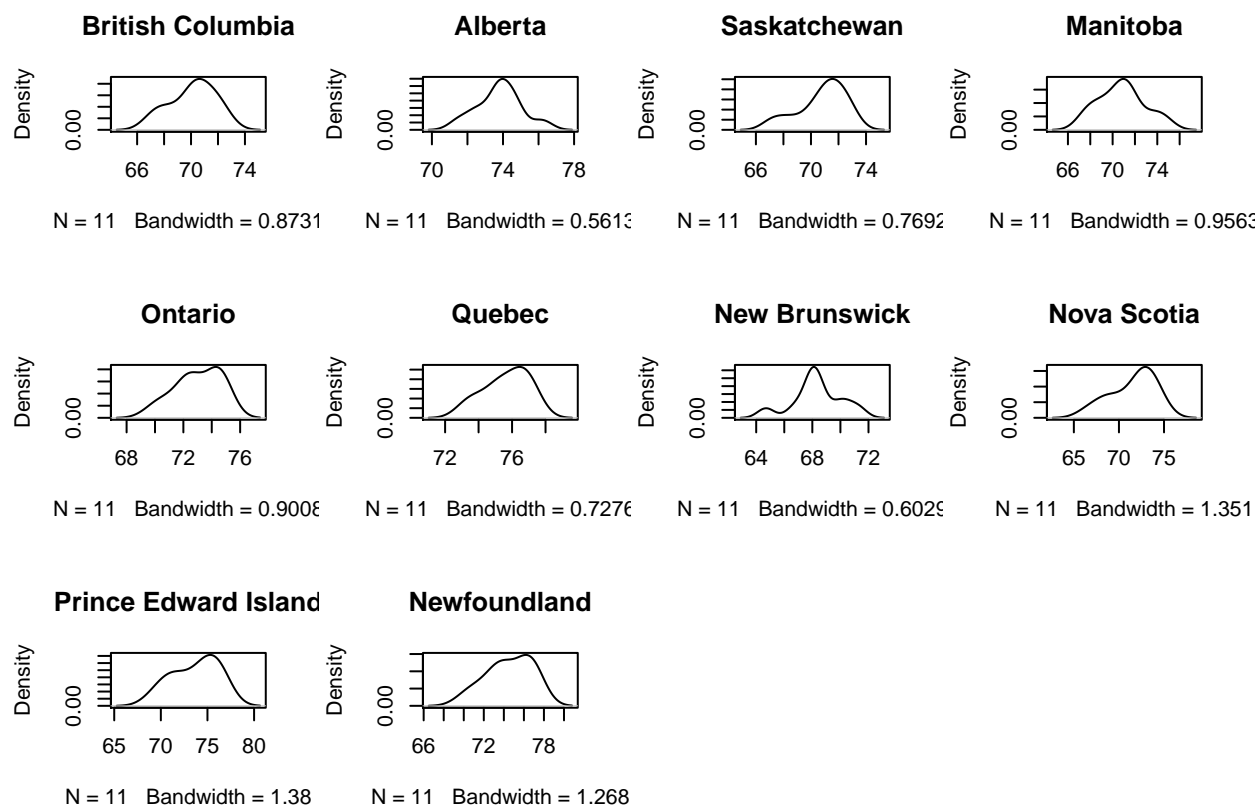 British Columbia
Density
0.00
66 70 74
N = 11 Bandwidth = 0.8731
Alberta
Density
0.00
70 74 78
N = 11 Bandwidth = 0.5613
Saskatchewan
Density
0.00
66 70 74
N = 11 Bandwidth = 0.7692
Manitoba
Density
0.00
66 70 74
N = 11 Bandwidth = 0.9563
Ontario
Density
0.00
68 72 76
N = 11 Bandwidth = 0.9008
Quebec
Density
0.00
72 76
N = 11 Bandwidth = 0.7276
New Brunswick
Density
0.00
64 68 72
N = 11 Bandwidth = 0.6029
Nova Scotia
Density
0.00
65 70 75
N = 11 Bandwidth = 1.351
Prince Edward Island
Density
0.00
65 70 75 80
N = 11 Bandwidth = 1.38
Newfoundland
Density
0.00
66 72 78
N = 11 Bandwidth = 1.268